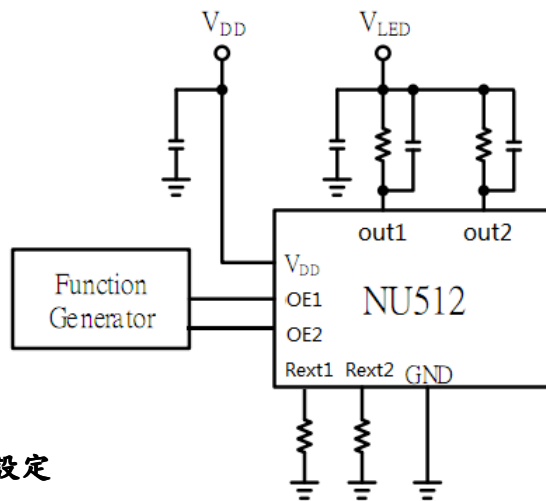 VDD
VLED
out1
out2
VDD
Function
Generator
OE1
NU512
OE2
Rext1
Rext2
GND
設定